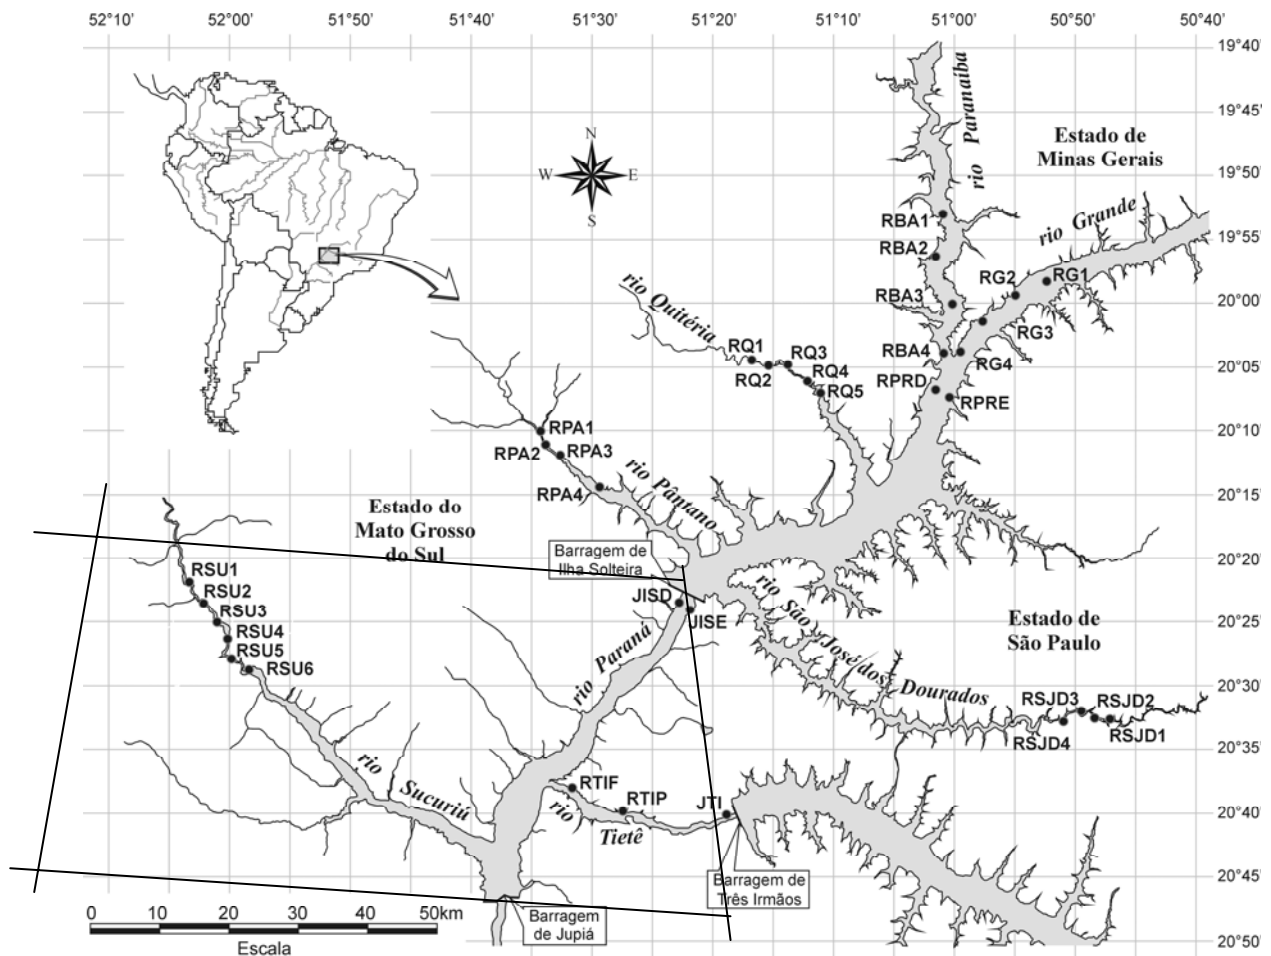 52°10' 52°00' 51°50' 51°40' 51°30' 51°20' 51°10' 51°00' 50°50' 50°40'
19°40'
19°45'
19°50'
19°55'
20°00'
20°05'
20°10'
20°15'
20°20'
20°25'
20°30'
20°35'
20°40'
20°45'
20°50'
N
W E
S
rio Paranaíba
Estado de
Minas Gerais
rio Grande
RBA1
RBA2
RBA3
RBA4
RG2
RG1
RG3
RG4
RPRD
RPRE
rio Quitéria
RQ1
RQ2
RQ3
RQ4
RQ5
RPA1
RPA2
RPA3
RPA4
rio Pântano
Estado do
Mato Grosso
do Sul
Barragem de
Ilha Solteira
JISD
JISE
rio Paraná
RSU1
RSU2
RSU3
RSU4
RSU5
RSU6
rio Sucuriú
rio São José dos Dourados
Estado de
São Paulo
RSJD3
RSJD2
RSJD4
RSJD1
RTIF
RTIP
JTI
rio Tietê
Barragem de
Três Irmãos
Barragem
de Jupiá
0 10 20 30 40 50km
Escala